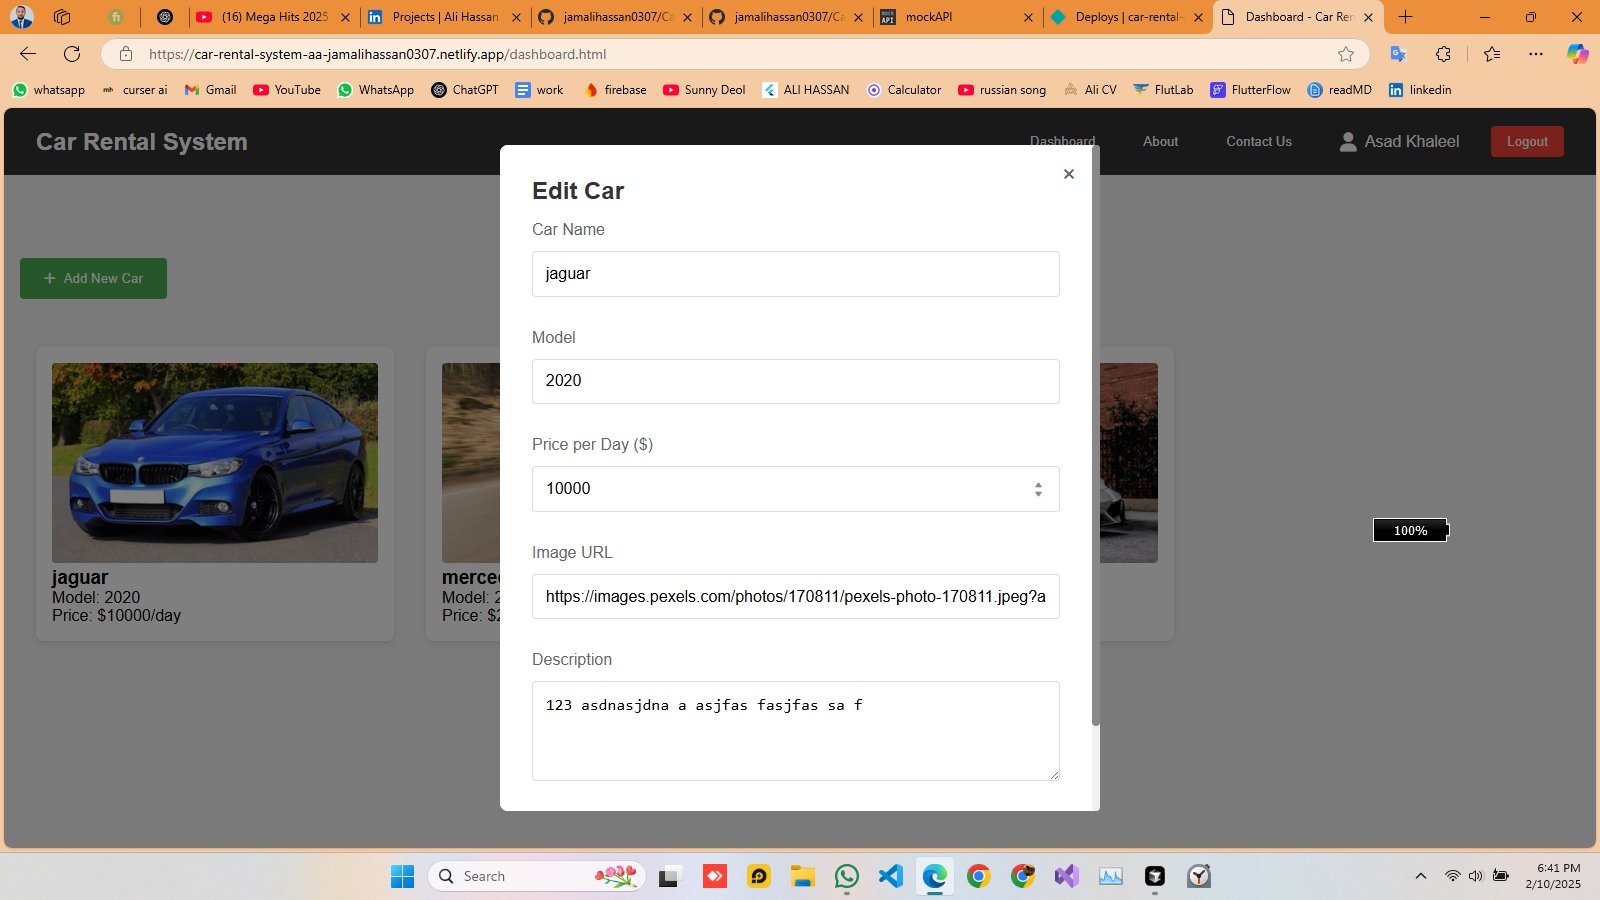 (16) Mega Hits 2025
Projects | Ali Hassan
jamalihassan0307/Ca
jamalihassan0307/Ca
mock API
mockAPI
Deploys | car-rental-
Dashboard - Car Ren
https://car-rental-system-aa-jamalihassan0307.netlify.app/dashboard.html
whatsapp
mh curser ai
Gmail
YouTube
WhatsApp
ChatGPT
work
firebase
Sunny Deol
ALI HASSAN
Calculator
russian song
Ali CV
FlutLab
FlutterFlow
readMD
linkedin
Car Rental System
Dashboard
About
Contact Us
Asad Khaleel
Logout
+ Add New Car
jaguar
Model: 2020
Price: $10000/day
merce
Model: 2
Price: $2
×
Edit Car
Car Name
jaguar
Model
2020
Price per Day ($)
10000
Image URL
https://images.pexels.com/photos/170811/pexels-photo-170811.jpeg?a
Description
123 asdnasjdna a asjfas fasjfas sa f
100%
Search
6:41 PM
2/10/2025